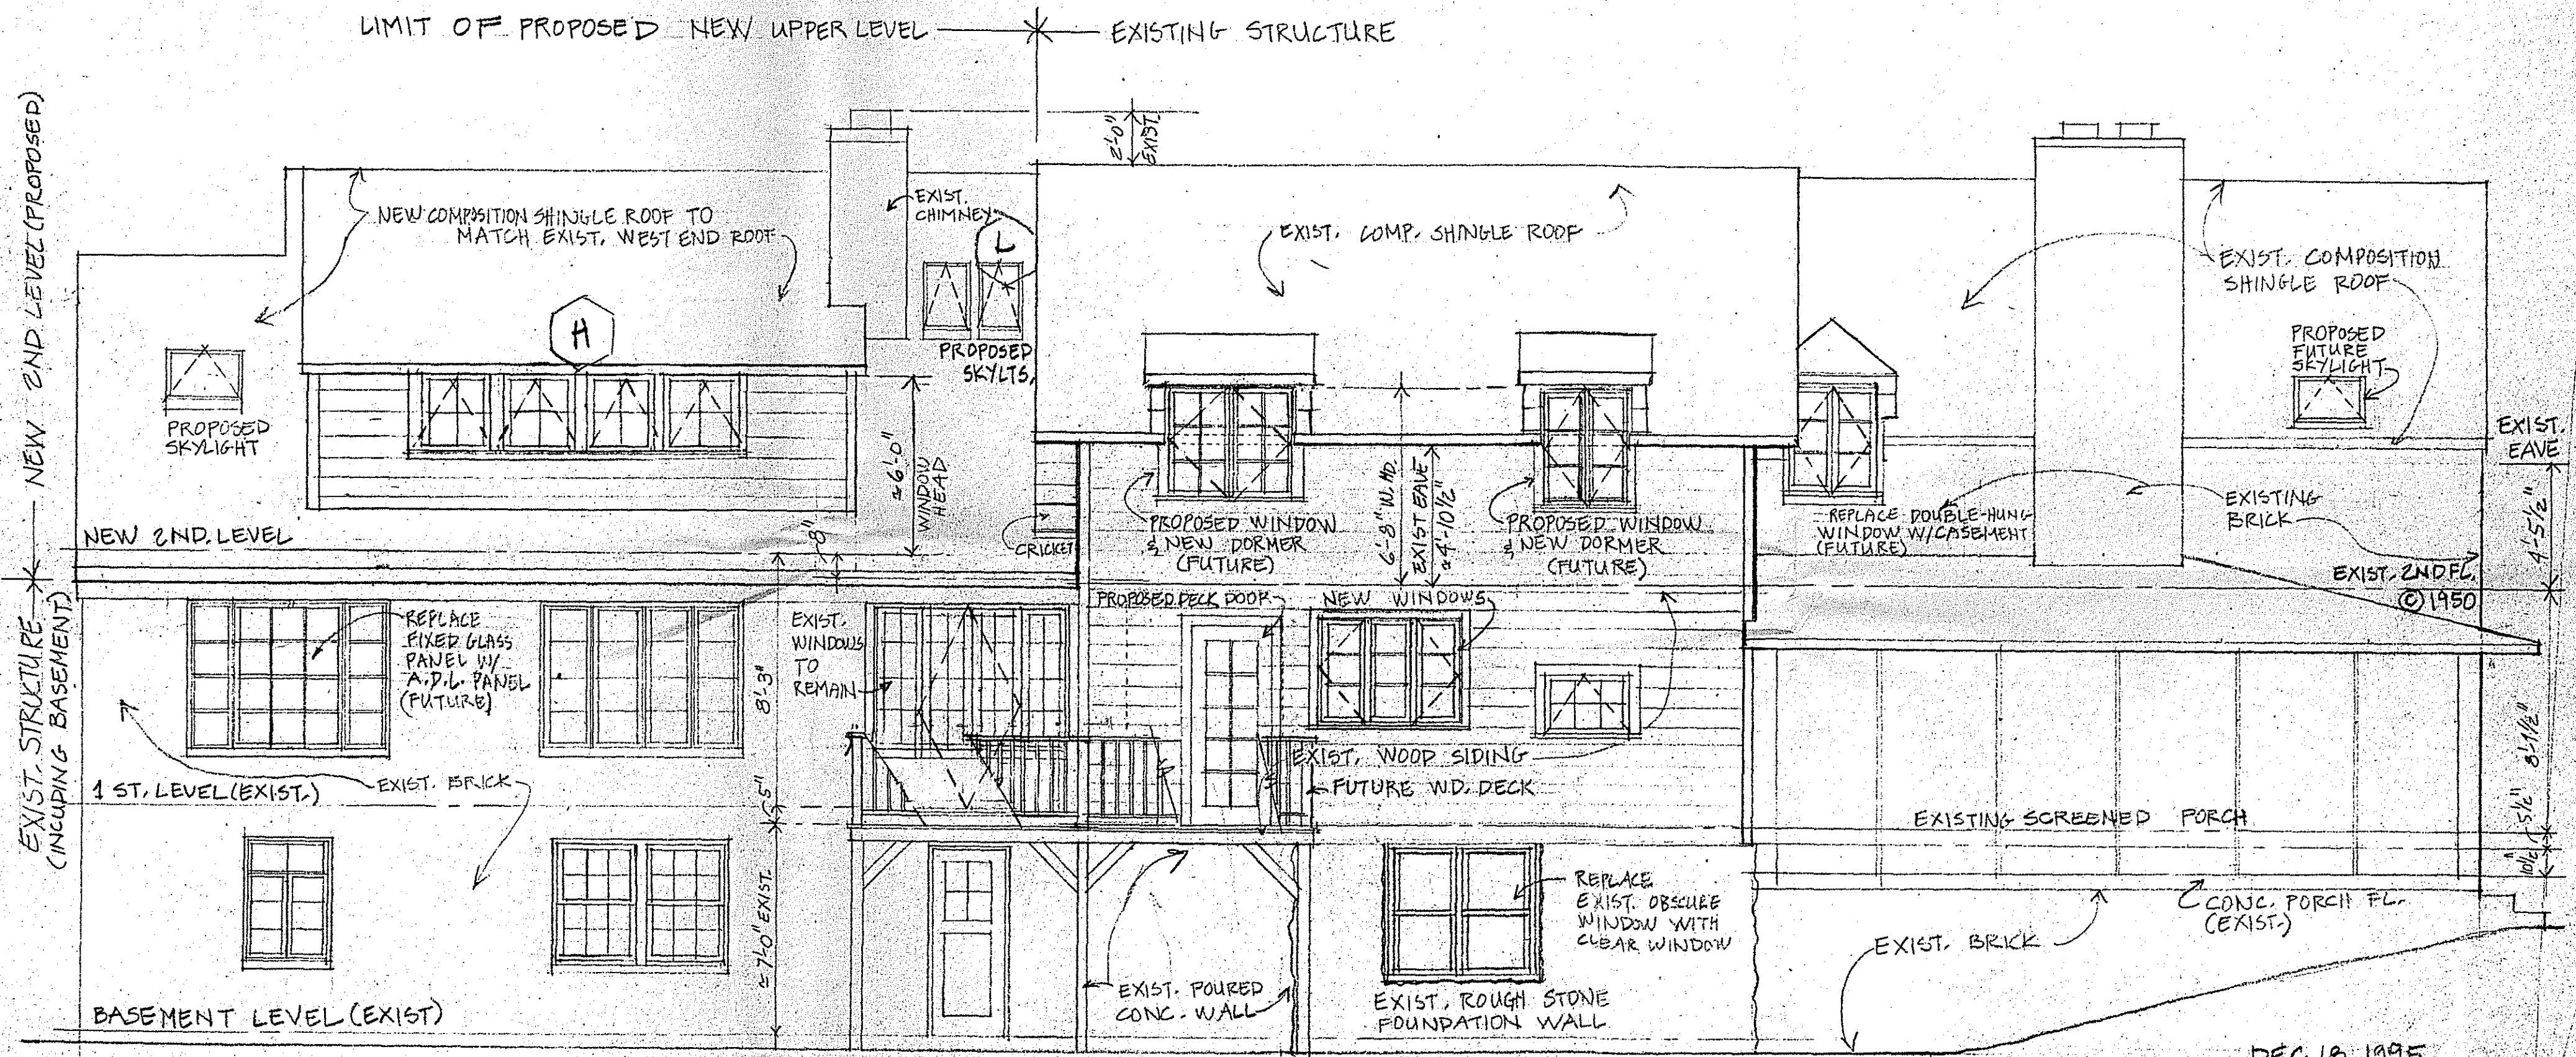 LIMIT OF PROPOSED NEW UPPER LEVEL
EXISTING STRUCTURE
NEW 2ND LEVEL (PROPOSED)
EXIST. STRUCTURE
(INCUDING BASEMENT)
2'-0"
EXIST.
NEW COMPOSITION SHINGLE ROOF TO
MATCH EXIST. WEST END ROOF
EXIST.
CHIMNEY
L
H
PROPOSED
SKYLTS.
PROPOSED
SKYLIGHT
EXIST. COMP. SHINGLE ROOF
EXIST. COMPOSITION
SHINGLE ROOF
PROPOSED
FUTURE
SKYLIGHT
EXIST.
EAVE
4'-5½"
≈6'-0"
WINDOW
HEAD
NEW 2ND. LEVEL
8"
CRICKET
PROPOSED WINDOW
& NEW DORMER
(FUTURE)
6'-8" W. HD.
EXIST EAVE
≈4'-10½"
PROPOSED WINDOW
& NEW DORMER
(FUTURE)
REPLACE DOUBLE-HUNG
WINDOW W/CASEMENT
(FUTURE)
EXISTING
BRICK
EXIST. 2ND FL.
© 1950
REPLACE
FIXED GLASS
PANEL W/
A.D.L. PANEL
(FUTURE)
EXIST.
WINDOWS
TO
REMAIN
8'-3"
PROPOSED DECK DOOR
NEW WINDOWS
EXIST. WOOD SIDING
FUTURE WD. DECK
1 ST. LEVEL (EXIST.)
EXIST. BRICK
5"
8'-1½"
5½"
10½"
EXISTING SCREENED PORCH
CONC. PORCH FL.
(EXIST.)
EXIST. BRICK
≈7'-0" EXIST.
REPLACE
EXIST. OBSCURE
WINDOW WITH
CLEAR WINDOW
EXIST. POURED
CONC. WALL
EXIST. ROUGH STONE
FOUNDATION WALL
BASEMENT LEVEL (EXIST)
DEC. 18, 1995